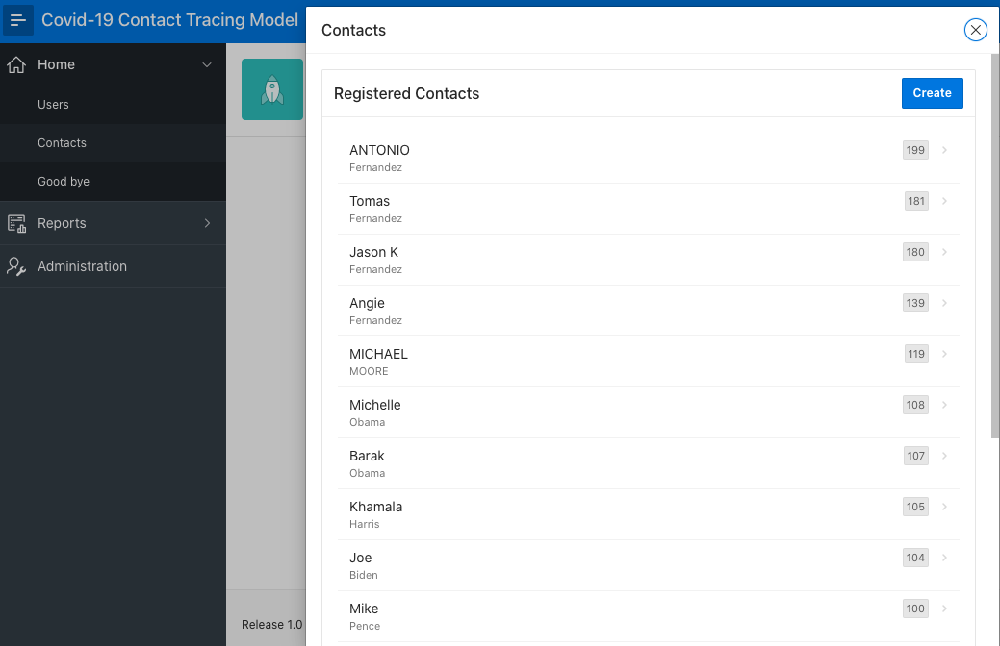 Covid-19 Contact Tracing Model
Home
Users
Contacts
Good bye
Reports
Administration
Release 1.0
Contacts
Registered Contacts
Create
ANTONIO 199
Fernandez
Tomas 181
Fernandez
Jason K 180
Fernandez
Angie 139
Fernandez
MICHAEL 119
MOORE
Michelle 108
Obama
Barak 107
Obama
Khamala 105
Harris
Joe 104
Biden
Mike 100
Pence